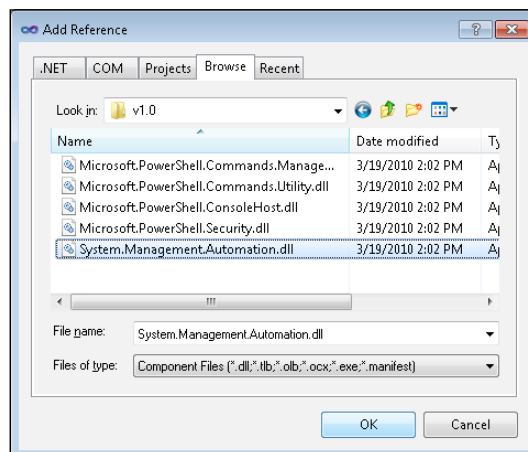 Add Reference
.NET COM Projects Browse Recent
Look in: v1.0
Name Date modified Ty
Microsoft.PowerShell.Commands.Manage... 3/19/2010 2:02 PM A
Microsoft.PowerShell.Commands.Utility.dll 3/19/2010 2:02 PM A
Microsoft.PowerShell.ConsoleHost.dll 3/19/2010 2:02 PM A
Microsoft.PowerShell.Security.dll 3/19/2010 2:02 PM A
System.Management.Automation.dll 3/19/2010 2:02 PM A
File name: System.Management.Automation.dll
Files of type: Component Files (*.dll;*.tlb;*.olb;*.ocx;*.exe;*.manifest)
OK Cancel